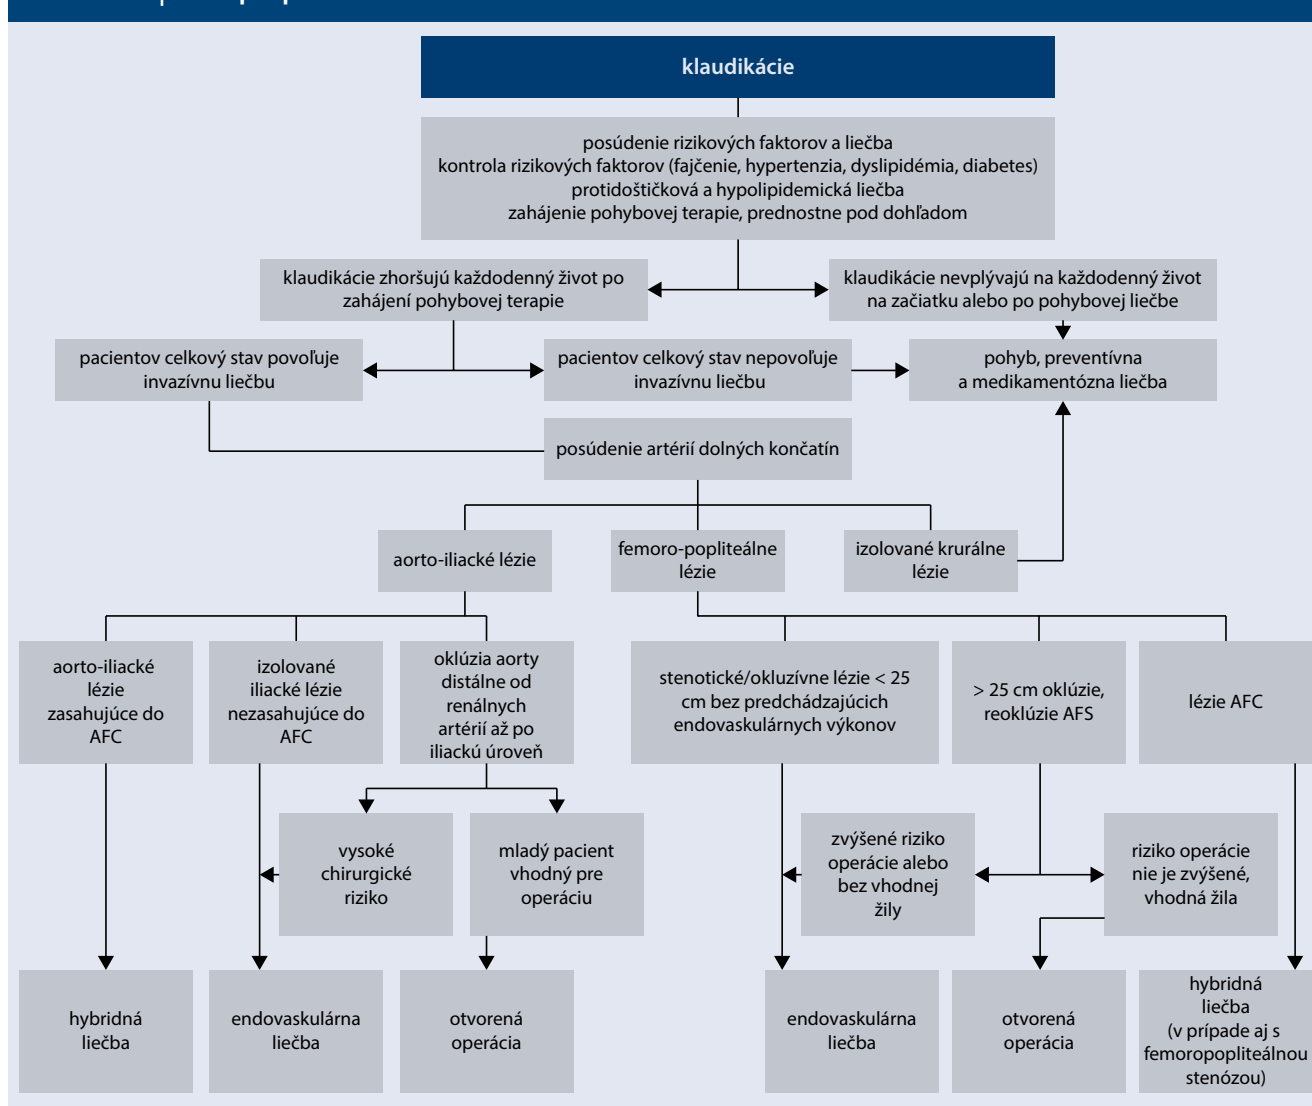 klaudikácie
posúdenie rizikových faktorov a liečba
kontrola rizikových faktorov (fajčenie, hypertenzia, dyslipidémia, diabetes)
protidoštičková a hypolipidemická liečba
zahájenie pohybovej terapie, prednostne pod dohľadom
klaudikácie zhoršujú každodenný život po
zahájení pohybovej terapie
klaudikácie nevplývajú na každodenný život
na začiatku alebo po pohybovej liečbe
pacientov celkový stav povoľuje
invazívnu liečbu
pacientov celkový stav nepovoľuje
invazívnu liečbu
pohyb, preventívna
a medikamentózna liečba
posúdenie artérií dolných končatín
aorto-iliacké lézie
femoro-popliteálne
lézie
izolované krurálne
lézie
aorto-iliacké
lézie
zasahujúce do
AFC
izolované
iliacké lézie
nezasahujúce do
AFC
oklúzia aorty
distálne od
renálnych
artérií až po
iliackú úroveň
stenotické/okluzívne lézie < 25
cm bez predchádzajúcich
endovaskulárnych výkonov
> 25 cm oklúzie,
reoklúzie AFS
lézie AFC
vysoké
chirurgické
riziko
mladý pacient
vhodný pre
operáciu
zvýšené riziko
operácie alebo
bez vhodnej
žily
riziko operácie
nie je zvýšené,
vhodná žila
hybridná
liečba
endovaskulárna
liečba
otvorená
operácia
endovaskulárna
liečba
otvorená
operácia
hybridná
liečba
(v prípade aj s
femoropopliteálnou
stenózou)